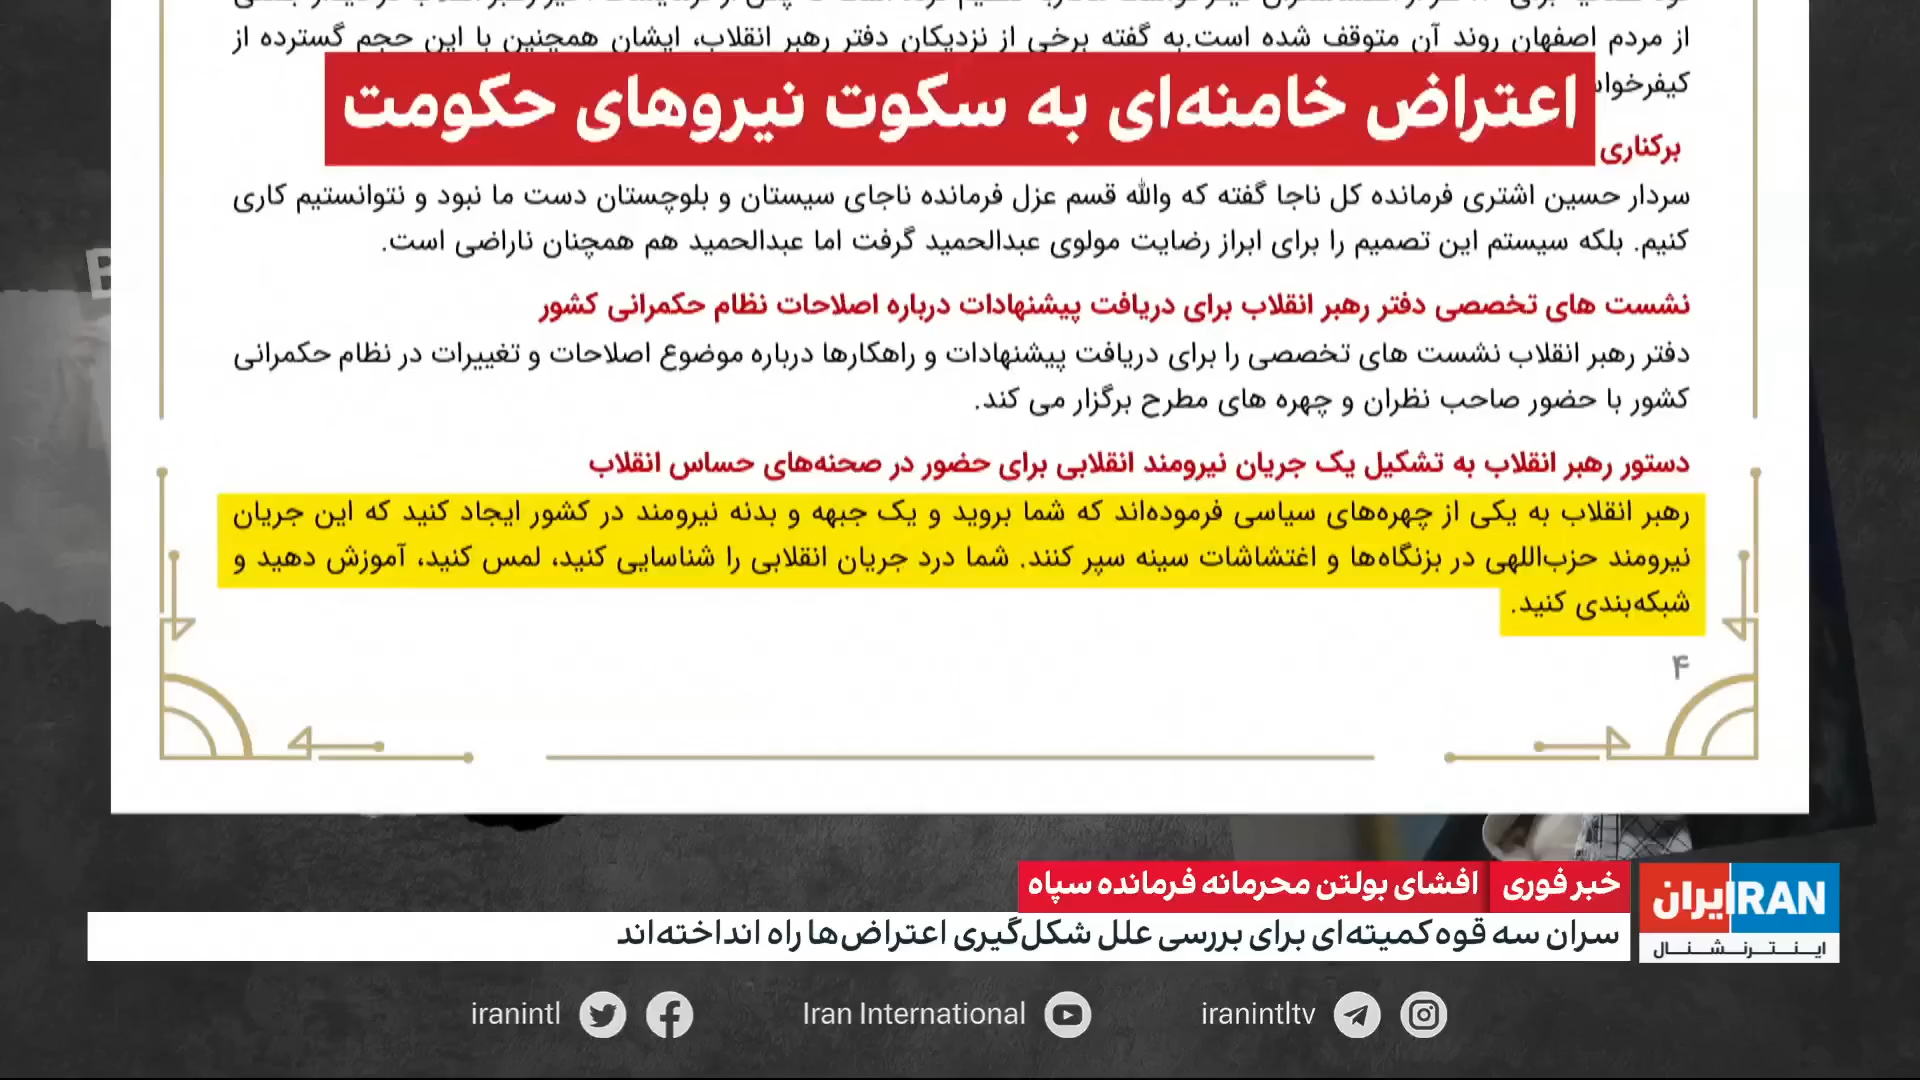 از مردم اصفهان روند آن متوقف شده است.به گفته برخی از نزدیکان دفتر رهبر انقلاب، ایشان همچنین با این حجم گسترده از
اعتراض خامنه‌ای به سکوت نیروهای حکومت
برکناری
سردار حسین اشتری فرمانده کل ناجا گفته که والله قسم عزل فرمانده ناجای سیستان و بلوچستان دست ما نبود و نتوانستیم کاری
کنیم. بلکه سیستم این تصمیم را برای ابراز رضایت مولوی عبدالحمید گرفت اما عبدالحمید هم همچنان ناراضی است.
نشست های تخصصی دفتر رهبر انقلاب برای دریافت پیشنهادات درباره اصلاحات نظام حکمرانی کشور
دفتر رهبر انقلاب نشست های تخصصی را برای دریافت پیشنهادات و راهکارها درباره موضوع اصلاحات و تغییرات در نظام حکمرانی
کشور با حضور صاحب نظران و چهره های مطرح برگزار می کند.
دستور رهبر انقلاب به تشکیل یک جریان نیرومند انقلابی برای حضور در صحنه‌های حساس انقلاب
رهبر انقلاب به یکی از چهره‌های سیاسی فرموده‌اند که شما بروید و یک جبهه و بدنه نیرومند در کشور ایجاد کنید که این جریان
نیرومند حزب‌اللهی در بزنگاه‌ها و اغتشاشات سینه سپر کنند. شما درد جریان انقلابی را شناسایی کنید، لمس کنید، آموزش دهید و
شبکه‌بندی کنید.
۴
خبر فوری افشای بولتن محرمانه فرمانده سپاه
سران سه قوه کمیته‌ای برای بررسی علل شکل‌گیری اعتراض‌ها راه انداخته‌اند
ایران IRAN
اینترنشنال
iranintl Iran International iranintltv